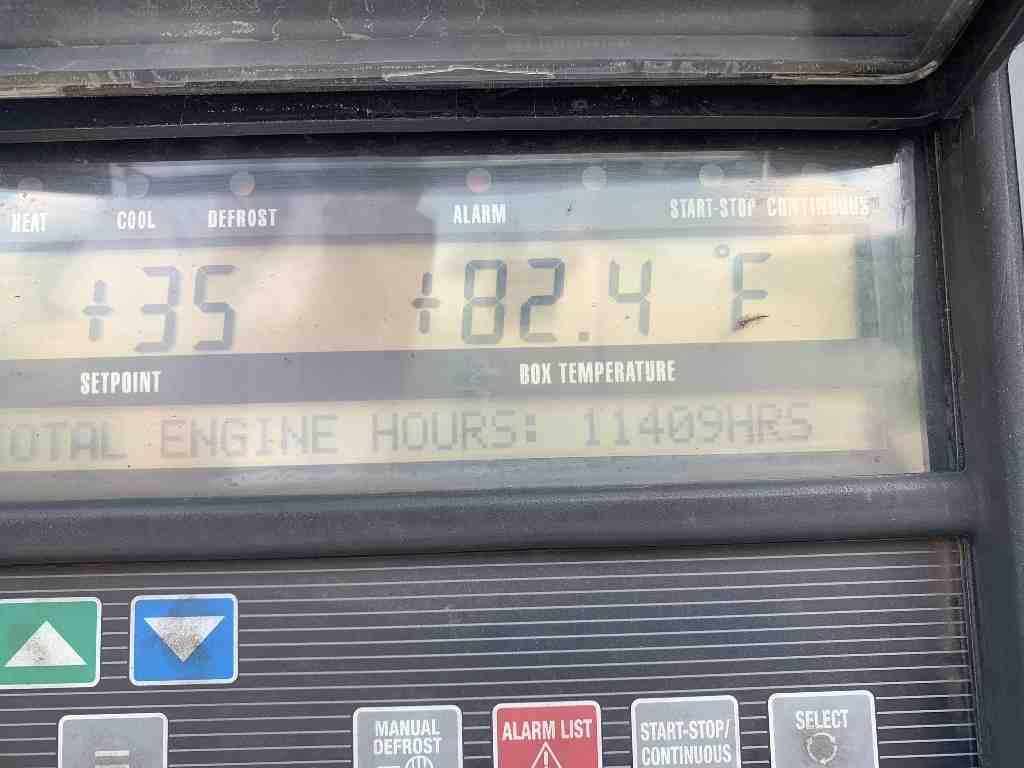 HEAT COOL DEFROST ALARM START-STOP CONTINUOUS
+35 +82.4 °F
SETPOINT BOX TEMPERATURE
TOTAL ENGINE HOURS: 11409HRS
MANUAL DEFROST
ALARM LIST
START-STOP/ CONTINUOUS
SELECT